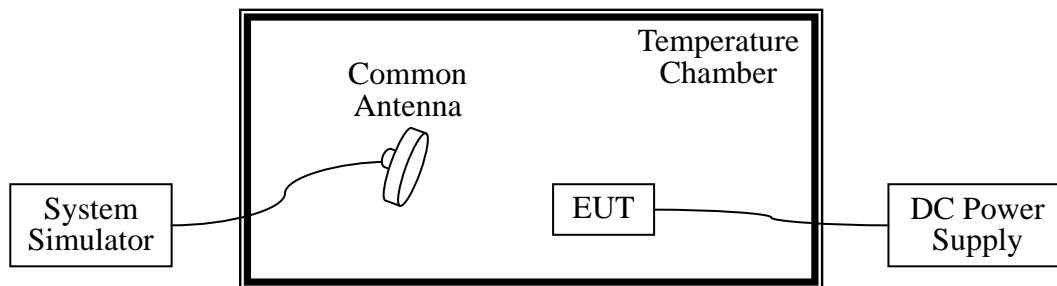 Temperature
Chamber
Common
Antenna
System
Simulator
EUT
DC Power
Supply